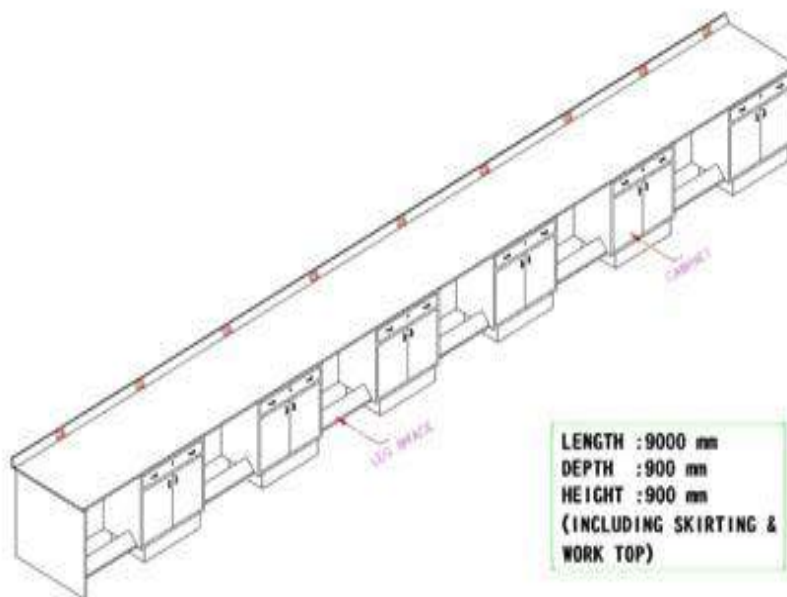 CABINET
LEG SPACE
LENGTH :9000 mm
DEPTH :900 mm
HEIGHT :900 mm
(INCLUDING SKIRTING &
WORK TOP)